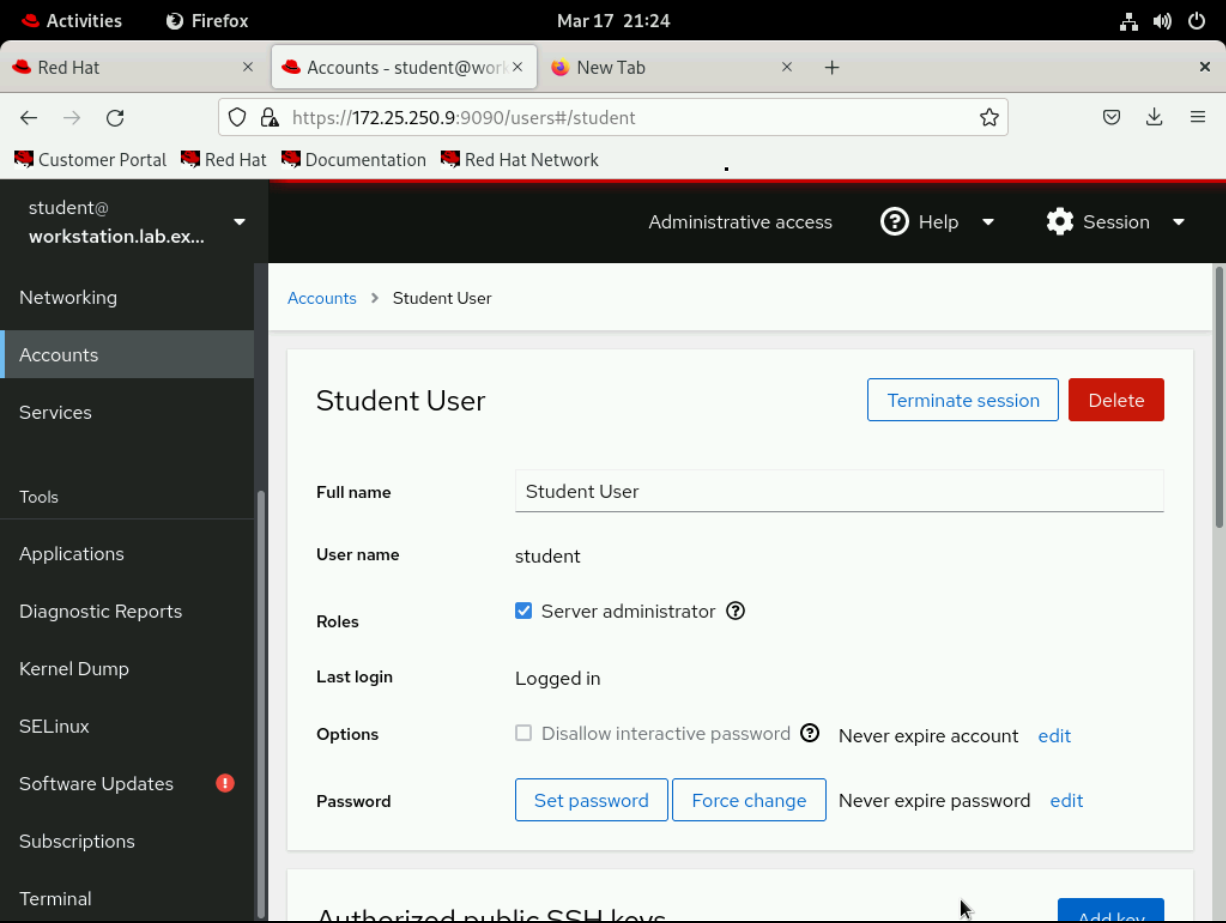 Activities Firefox Mar 17 21:24
Red Hat Accounts - student@work New Tab
https://172.25.250.9:9090/users#/student
Customer Portal Red Hat Documentation Red Hat Network
student@
workstation.lab.ex...
Administrative access Help Session
Networking
Accounts
Services
Tools
Applications
Diagnostic Reports
Kernel Dump
SELinux
Software Updates
Subscriptions
Terminal
Accounts > Student User
Student User Terminate session Delete
Full name Student User
User name student
Roles Server administrator
Last login Logged in
Options Disallow interactive password Never expire account edit
Password Set password Force change Never expire password edit
Authorized public SSH keys Add key